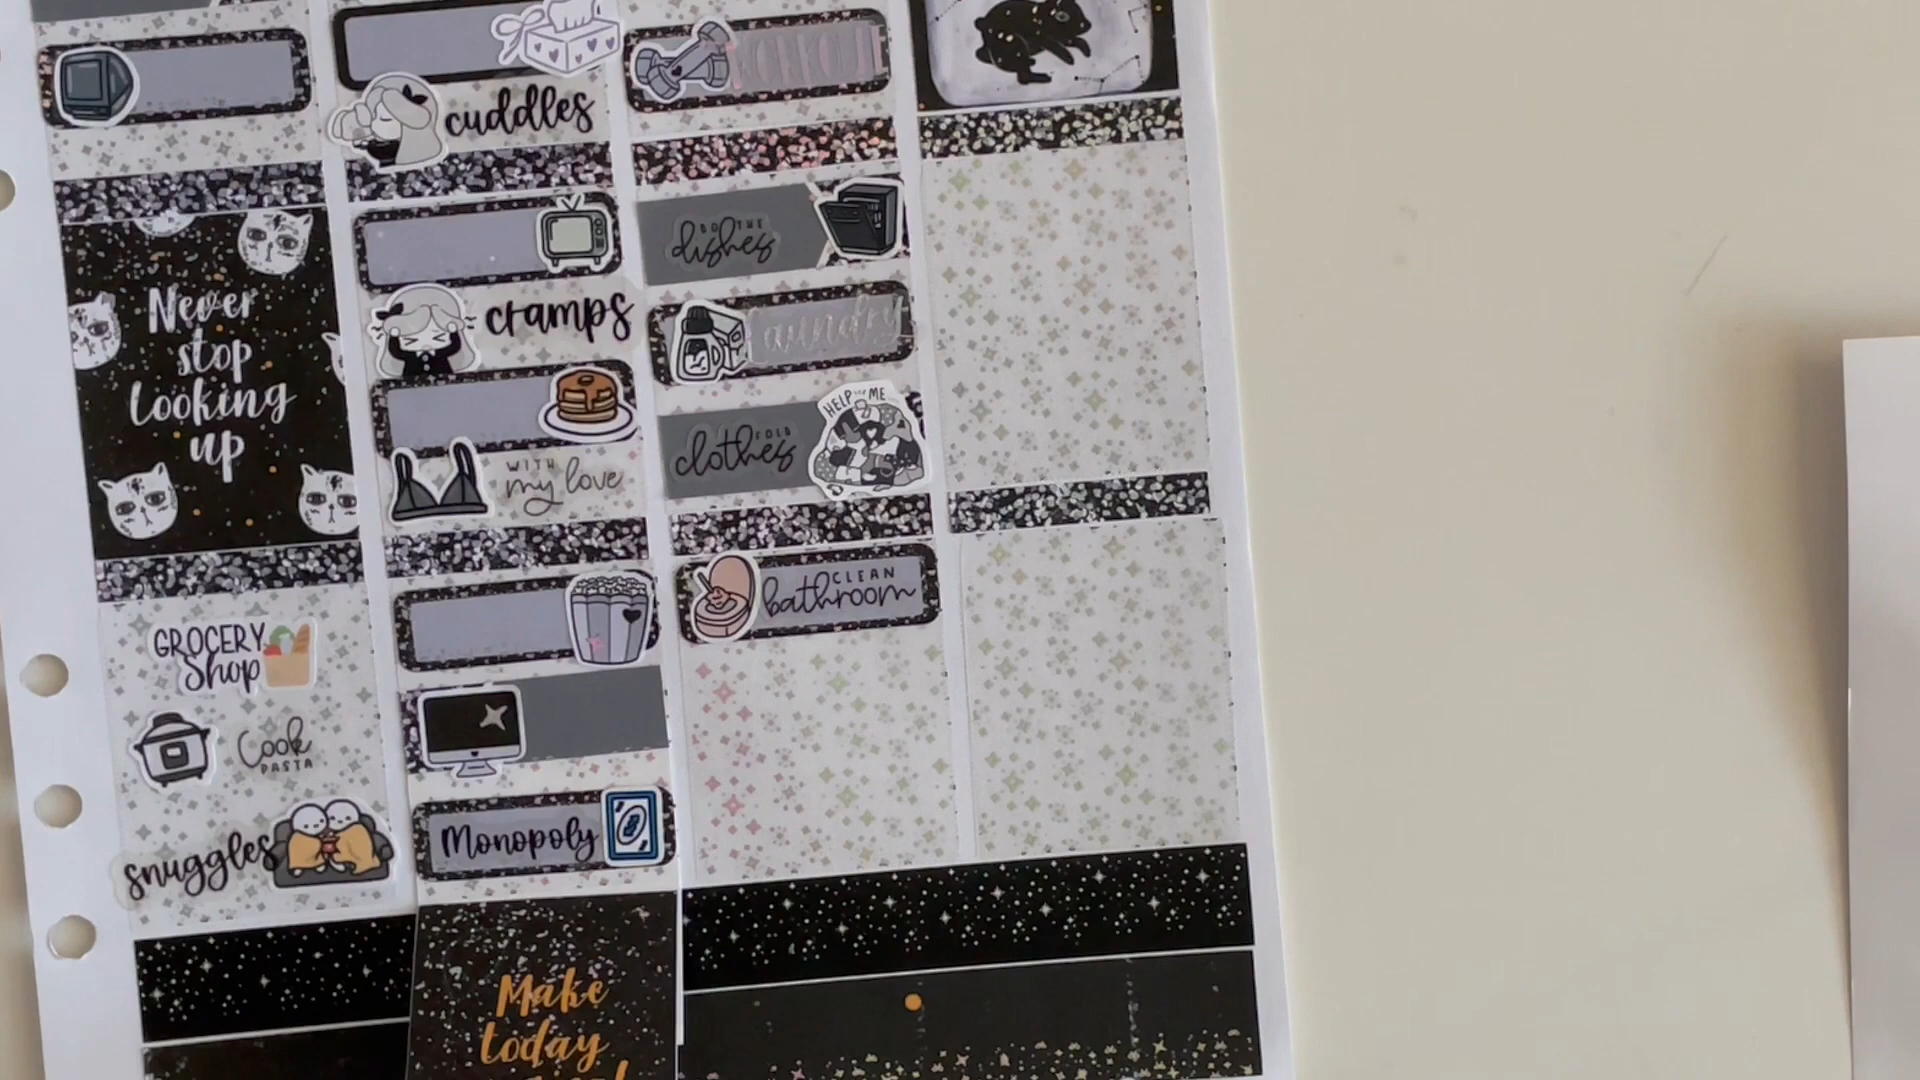 Never
stop
Looking
up
GROCERY
Shop
Cook
PASTA
snuggles
cuddles
cramps
WITH
my love
Monopoly
Make
today
WORKOUT
DO THE
dishes
laundry
HELP ME
FOLD
clothes
CLEAN
bathroom